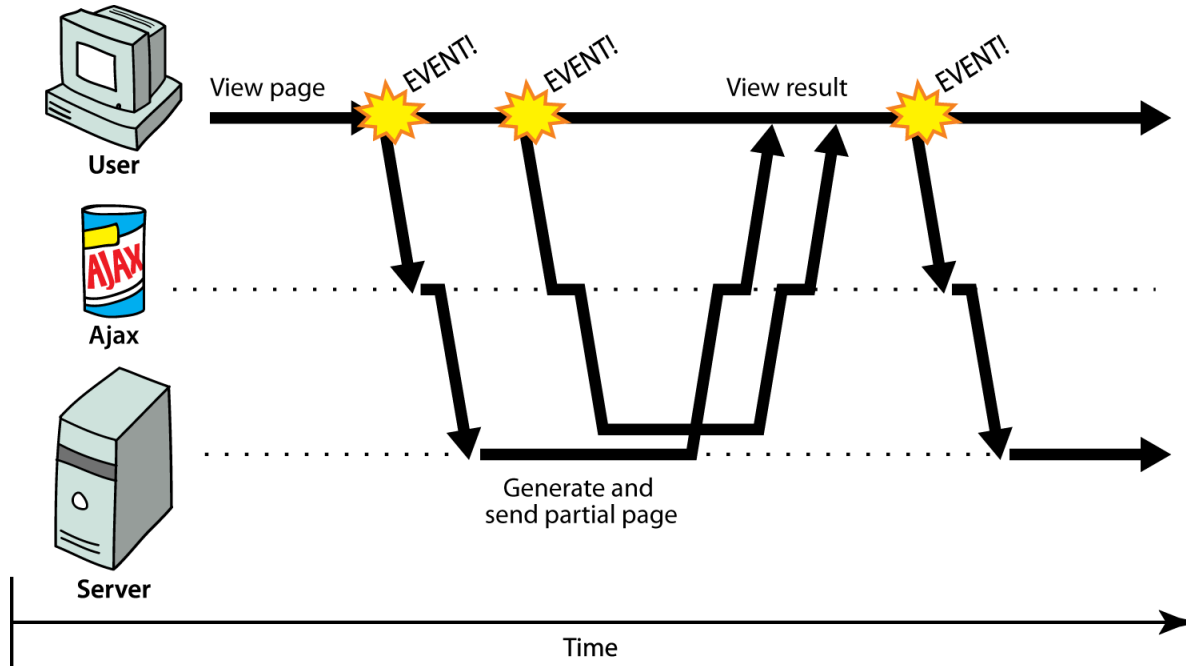 View page
EVENT!
EVENT!
View result
EVENT!
User
AJAX
Ajax
Generate and
send partial page
Server
Time